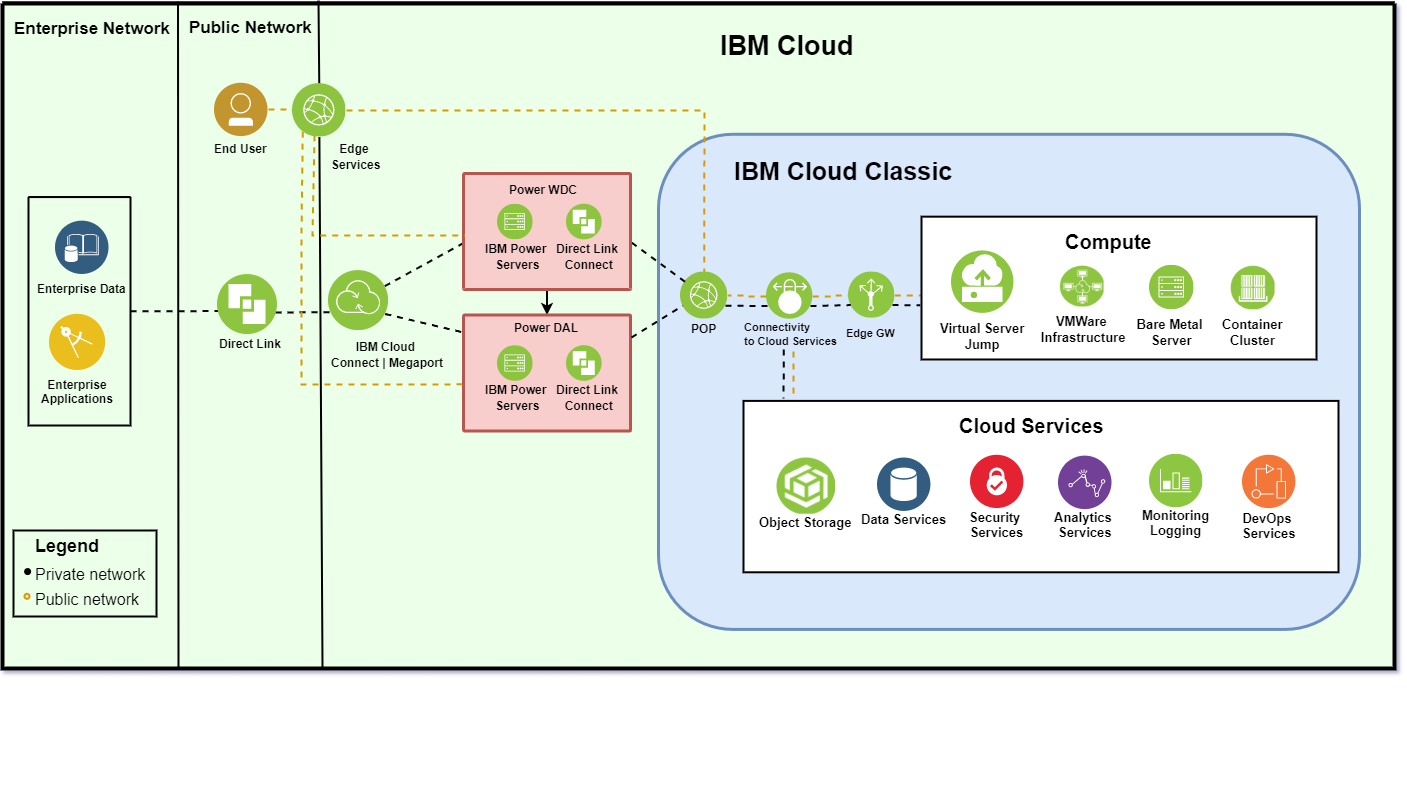 Enterprise Network
Public Network
IBM Cloud
End User
Edge
Services
IBM Cloud Classic
Power WDC
IBM Power
Servers
Direct Link
Connect
Enterprise Data
Enterprise
Applications
Direct Link
IBM Cloud
Connect | Megaport
Power DAL
IBM Power
Servers
Direct Link
Connect
POP
Connectivity
to Cloud Services
Edge GW
Compute
Virtual Server
Jump
VMWare
Infrastructure
Bare Metal
Server
Container
Cluster
Cloud Services
Object Storage
Data Services
Security
Services
Analytics
Services
Monitoring
Logging
DevOps
Services
Legend
Private network
Public network